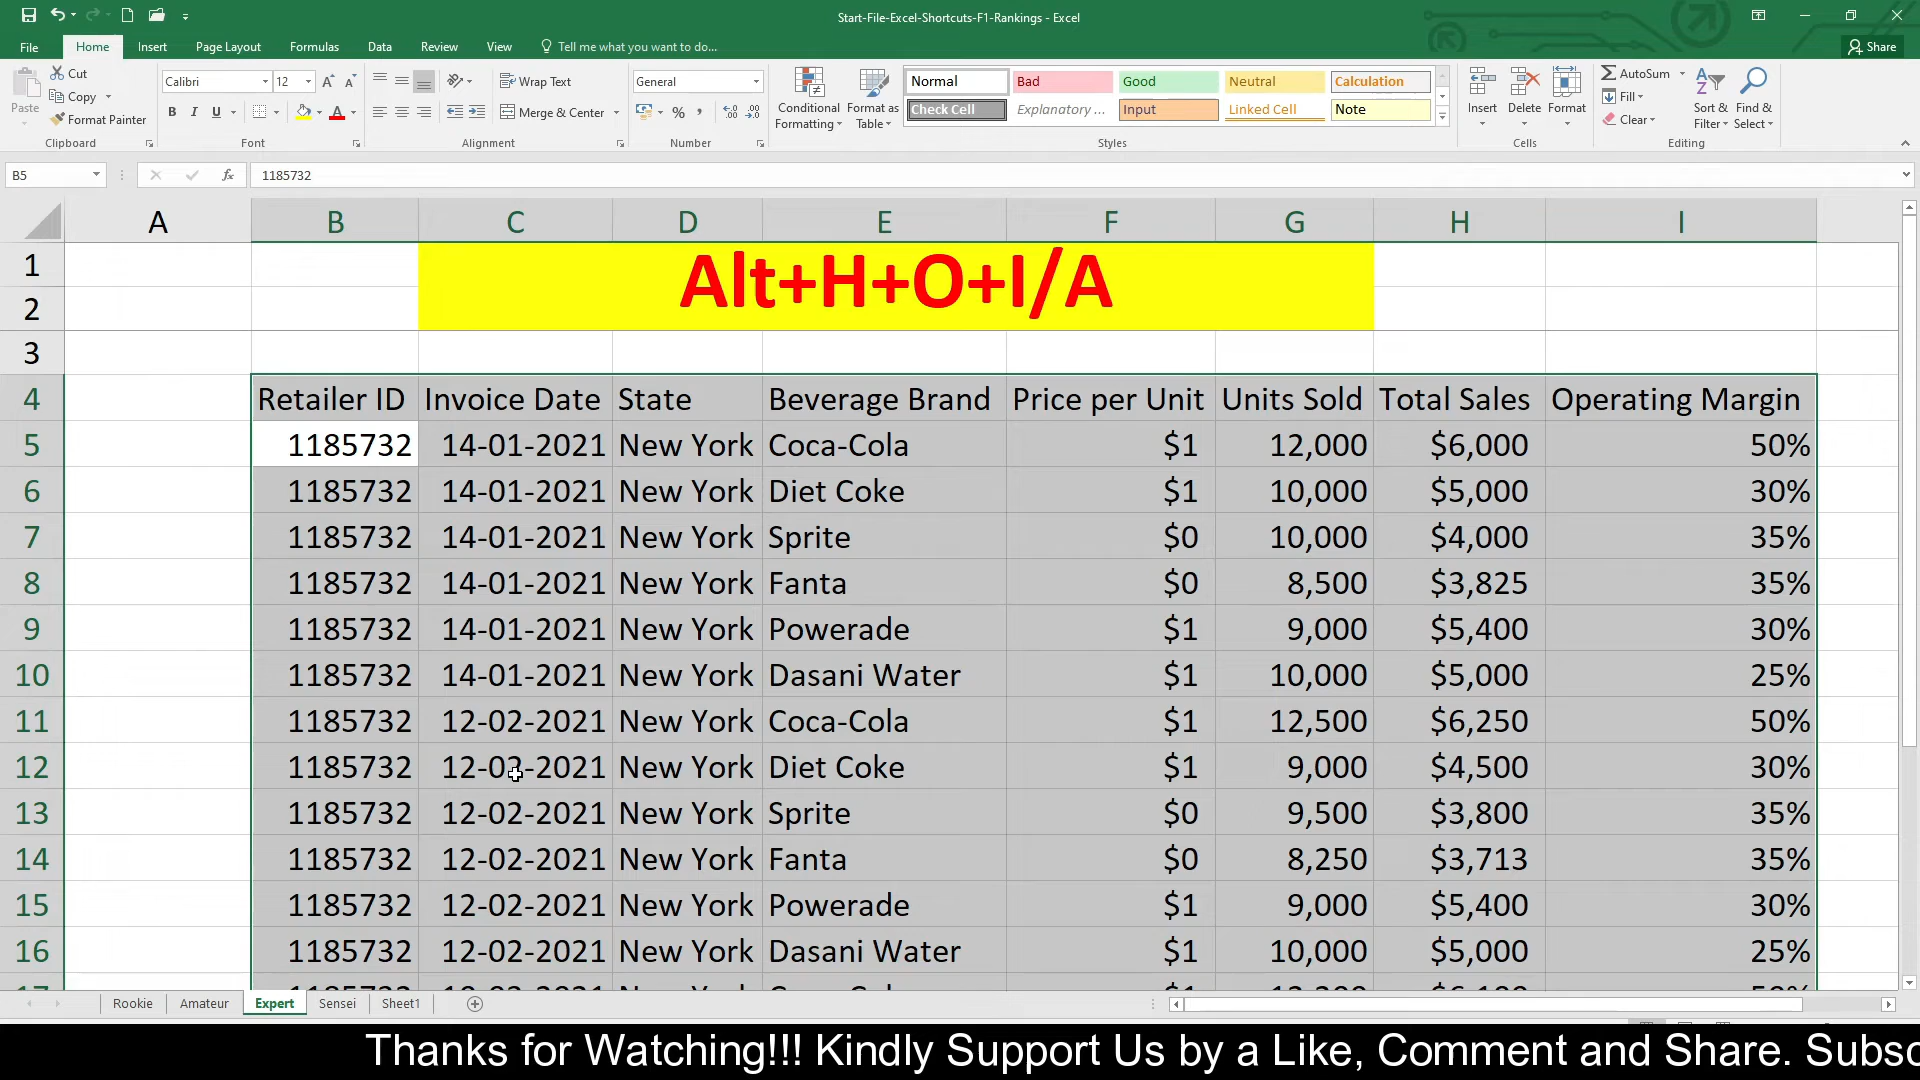 Start-File-Excel-Shortcuts-F1-Rankings - Excel
File Home Insert Page Layout Formulas Data Review View Tell me what you want to do... Share
Paste Cut Copy Format Painter Clipboard
Calibri 12 B I U Font
Wrap Text Merge & Center Alignment
General % Number
Conditional Formatting Format as Table
Normal Bad Good Neutral Calculation
Check Cell Explanatory ... Input Linked Cell Note
Styles
Insert Delete Format Cells
AutoSum Fill Clear Sort & Filter Find & Select Editing
B5 fx 1185732
A B C D E F G H I
1 Alt+H+O+I/A
2
3
4 Retailer ID Invoice Date State Beverage Brand Price per Unit Units Sold Total Sales Operating Margin
5 1185732 14-01-2021 New York Coca-Cola $1 12,000 $6,000 50%
6 1185732 14-01-2021 New York Diet Coke $1 10,000 $5,000 30%
7 1185732 14-01-2021 New York Sprite $0 10,000 $4,000 35%
8 1185732 14-01-2021 New York Fanta $0 8,500 $3,825 35%
9 1185732 14-01-2021 New York Powerade $1 9,000 $5,400 30%
10 1185732 14-01-2021 New York Dasani Water $1 10,000 $5,000 25%
11 1185732 12-02-2021 New York Coca-Cola $1 12,500 $6,250 50%
12 1185732 12-02-2021 New York Diet Coke $1 9,000 $4,500 30%
13 1185732 12-02-2021 New York Sprite $0 9,500 $3,800 35%
14 1185732 12-02-2021 New York Fanta $0 8,250 $3,713 35%
15 1185732 12-02-2021 New York Powerade $1 9,000 $5,400 30%
16 1185732 12-02-2021 New York Dasani Water $1 10,000 $5,000 25%
Rookie Amateur Expert Sensei Sheet1
Thanks for Watching!!! Kindly Support Us by a Like, Comment and Share. Subsc